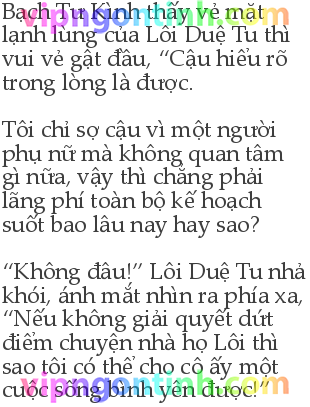 Bạch Tư Kình thấy vẻ mặt
vipngontinh.com
lạnh lùng của Lôi Duệ Tu thì
vui vẻ gật đầu, “Cậu hiểu rõ
trong lòng là được.
Tôi chỉ sợ cậu vì một người
phụ nữ mà không quan tâm
gì nữa, vậy thì chẳng phải
lãng phí toàn bộ kế hoạch
suốt bao lâu nay hay sao?
“Không đâu!” Lôi Duệ Tu nhả
khói, ánh mắt nhìn ra phía xa,
“Nếu không giải quyết dứt
điểm chuyện nhà họ Lôi thì
sao tôi có thể cho cô ấy một
cuộc sống bình yên được!”
vipngontinh.com